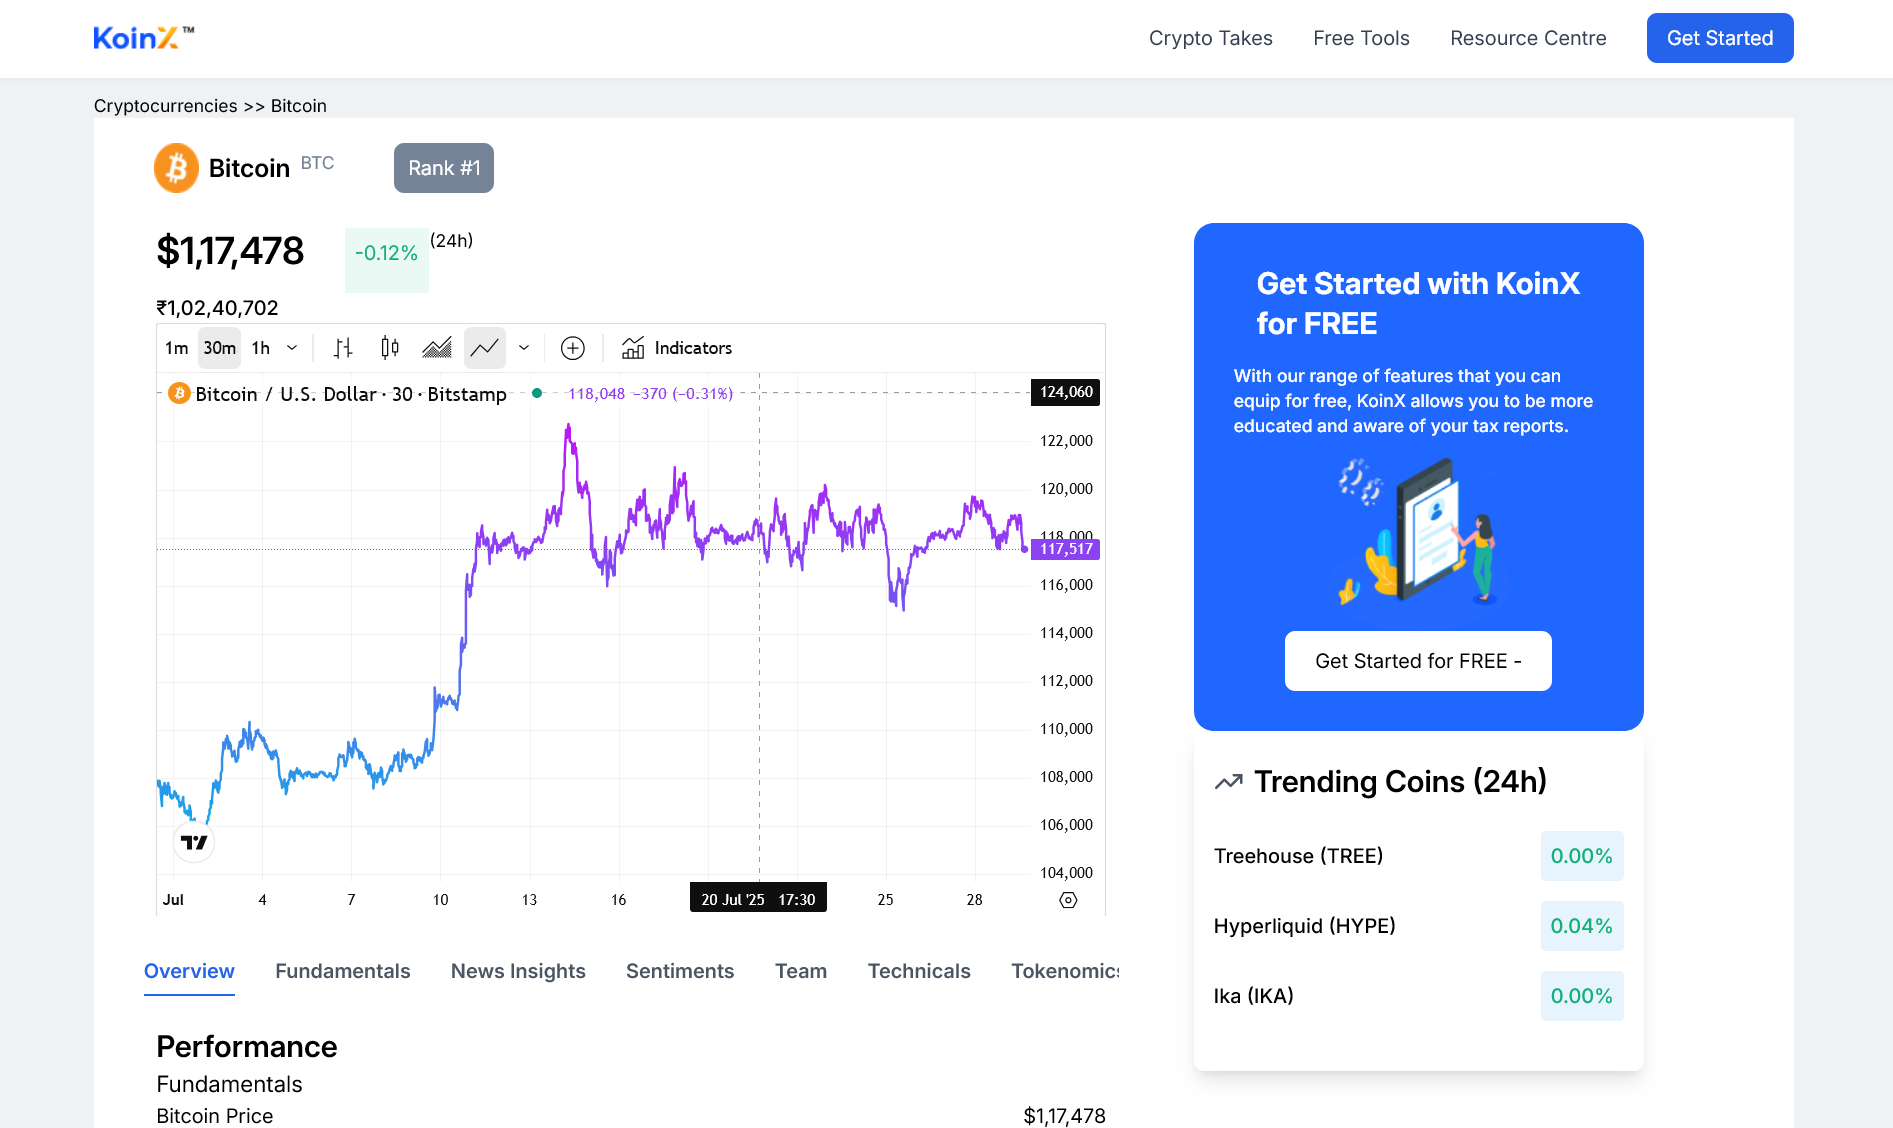 KoinX™
Crypto Takes
Free Tools
Resource Centre
Get Started
Cryptocurrencies >> Bitcoin
Bitcoin BTC
Rank #1
$1,17,478
-0.12%
(24h)
₹1,02,40,702
1m 30m 1h
Indicators
Bitcoin / U.S. Dollar · 30 · Bitstamp
118,048 −370 (−0.31%)
124,060
122,000
120,000
118,000
117,517
116,000
114,000
112,000
110,000
108,000
106,000
104,000
Jul 4 7 10 13 16 20 Jul '25 17:30 25 28
Overview
Fundamentals
News Insights
Sentiments
Team
Technicals
Tokenomics
Performance
Fundamentals
Bitcoin Price
$1,17,478
Get Started with KoinX
for FREE
With our range of features that you can
equip for free, KoinX allows you to be more
educated and aware of your tax reports.
Get Started for FREE -
Trending Coins (24h)
Treehouse (TREE)
0.00%
Hyperliquid (HYPE)
0.04%
Ika (IKA)
0.00%